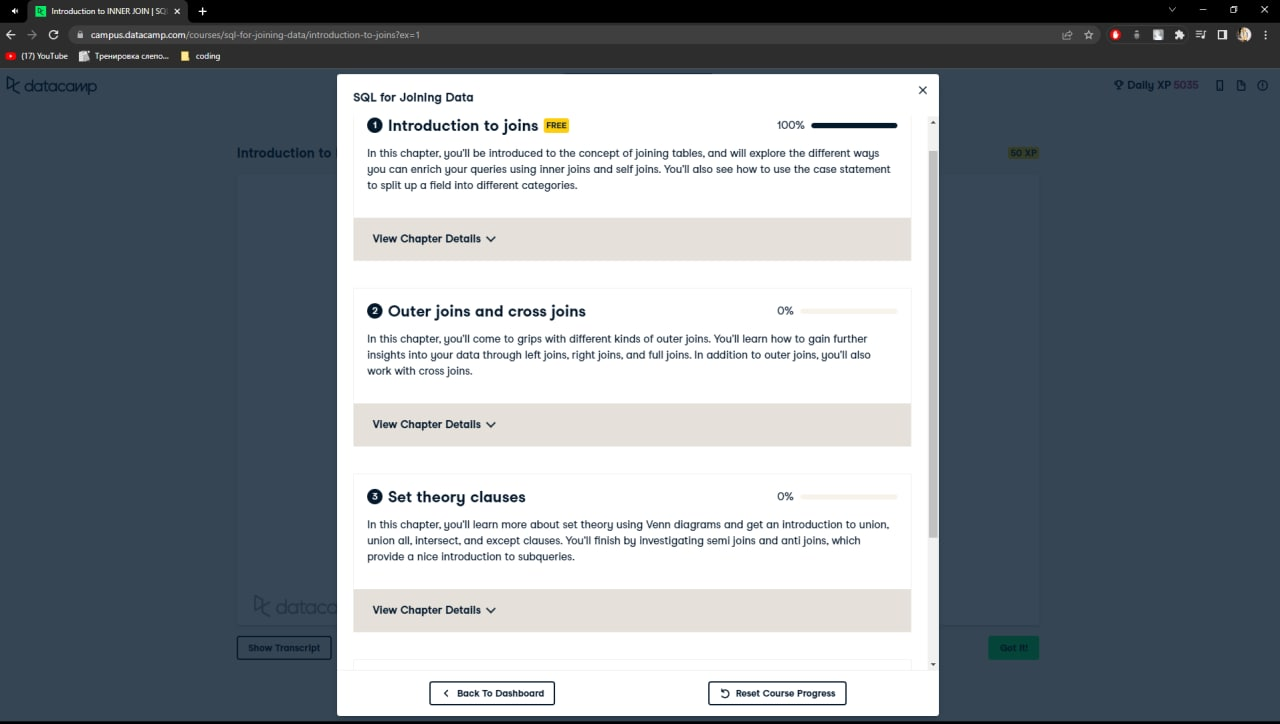 Introduction to INNER JOIN | SQ
campus.datacamp.com/courses/sql-for-joining-data/introduction-to-joins?ex=1
(17) YouTube
Тренировка слепо...
coding
datacamp
Daily XP 5035
SQL for Joining Data
Introduction to
50 XP
1 Introduction to joins FREE 100%
In this chapter, you'll be introduced to the concept of joining tables, and will explore the different ways
you can enrich your queries using inner joins and self joins. You'll also see how to use the case statement
to split up a field into different categories.
View Chapter Details
2 Outer joins and cross joins 0%
In this chapter, you'll come to grips with different kinds of outer joins. You'll learn how to gain further
insights into your data through left joins, right joins, and full joins. In addition to outer joins, you'll also
work with cross joins.
View Chapter Details
3 Set theory clauses 0%
In this chapter, you'll learn more about set theory using Venn diagrams and get an introduction to union,
union all, intersect, and except clauses. You'll finish by investigating semi joins and anti joins, which
provide a nice introduction to subqueries.
View Chapter Details
dataca
Show Transcript
Got It!
Back To Dashboard
Reset Course Progress